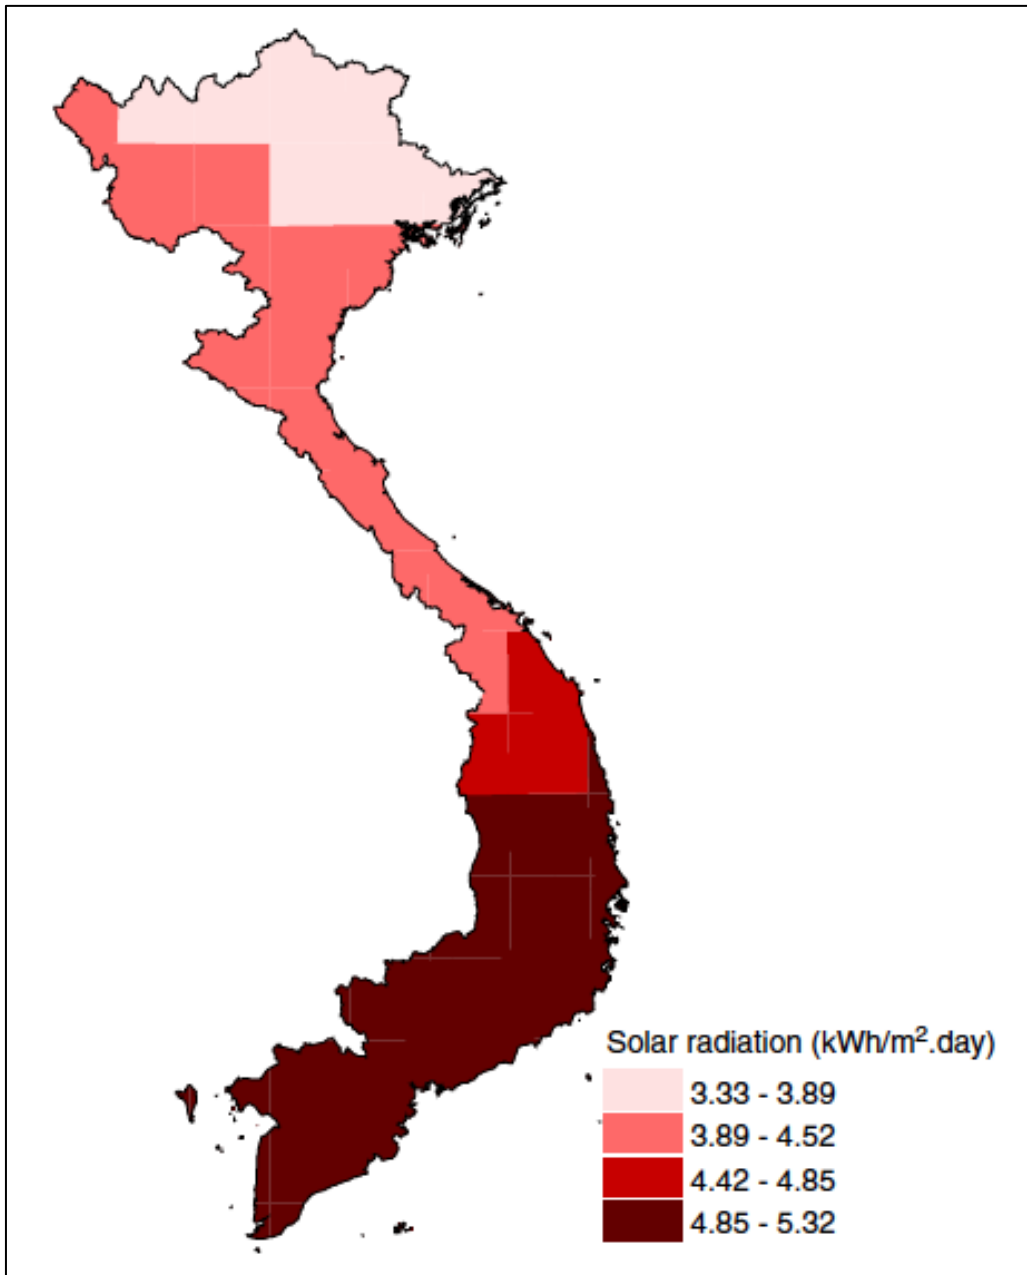 Solar radiation (kWh/m².day)
3.33 - 3.89
3.89 - 4.52
4.42 - 4.85
4.85 - 5.32